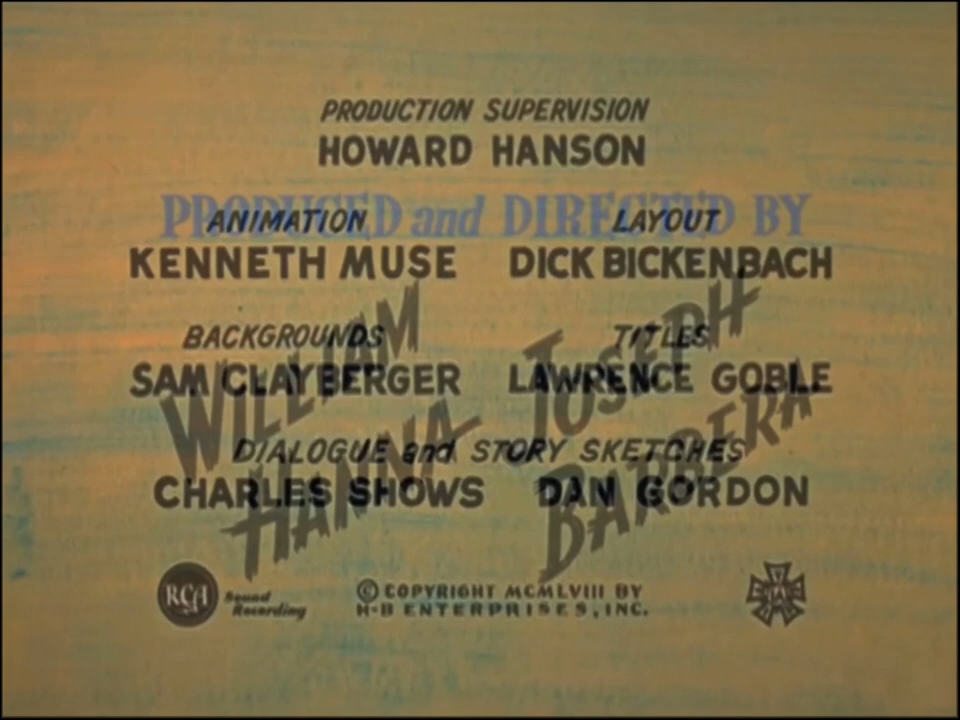 PRODUCTION SUPERVISION
HOWARD HANSON
PRODUCED and DIRECTED BY
ANIMATION LAYOUT
KENNETH MUSE DICK BICKENBACH
WILLIAM JOSEPH
BACKGROUNDS TITLES
SAM CLAYBERGER LAWRENCE GOBLE
HANNA BARBERA
DIALOGUE and STORY SKETCHES
CHARLES SHOWS DAN GORDON
RCA Sound Recording
© COPYRIGHT MCMLVIII BY
H-B ENTERPRISES, INC.
IA